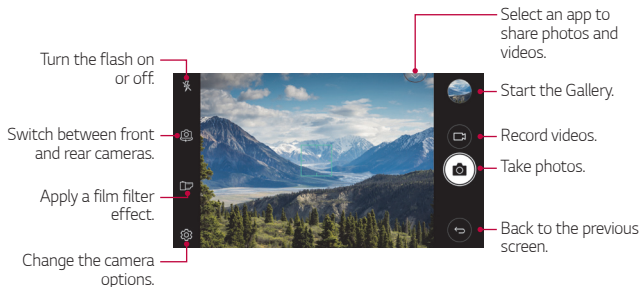 Select an app to
share photos and
videos.
Turn the flash on
or off.
Start the Gallery.
Switch between front
and rear cameras.
Record videos.
Take photos.
Apply a film filter
effect.
Back to the previous
screen.
Change the camera
options.